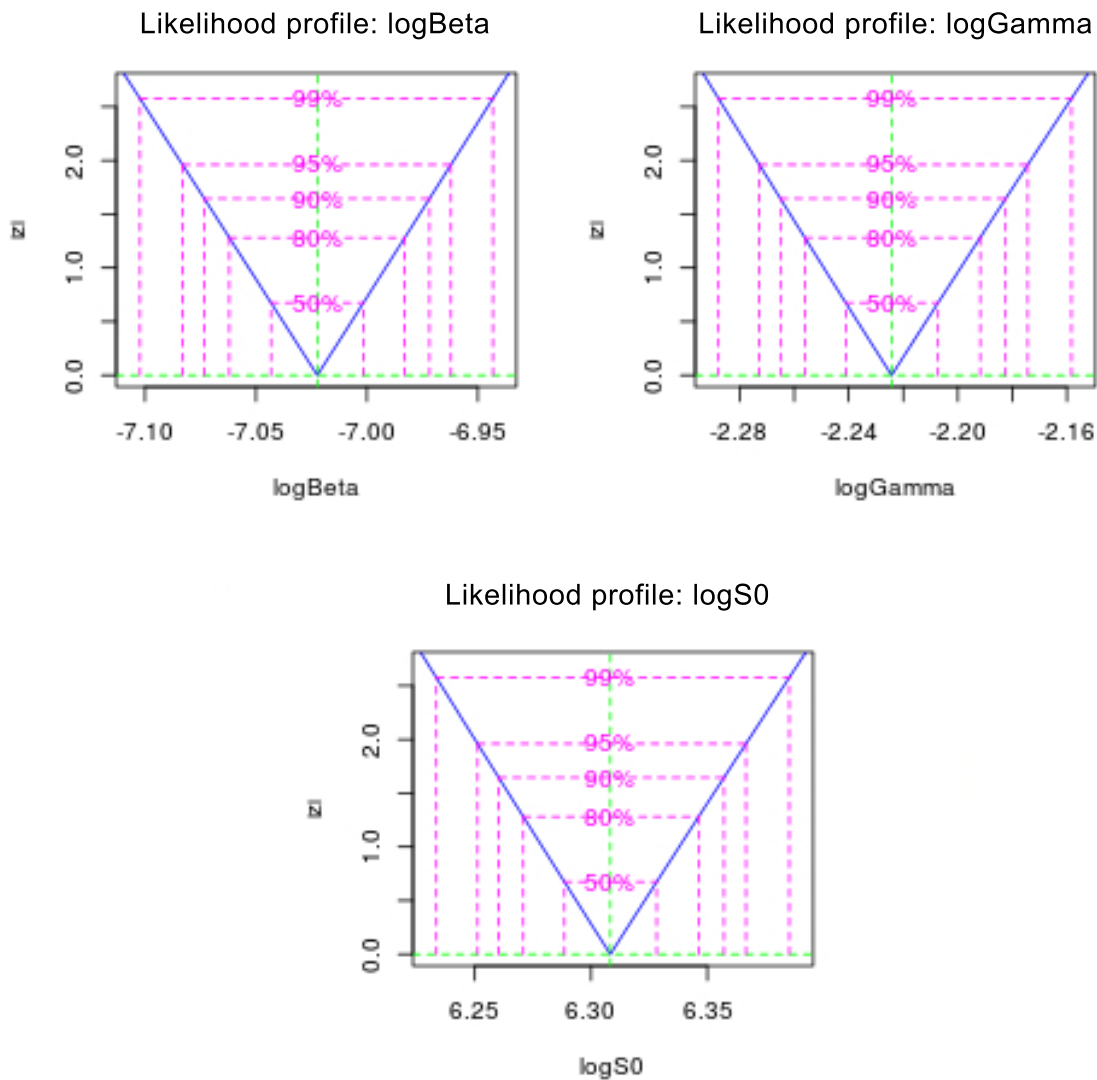 Likelihood profile: logBeta
99%
95%
90%
80%
50%
0.0 1.0 2.0
|z|
-7.10 -7.05 -7.00 -6.95
logBeta
Likelihood profile: logGamma
99%
95%
90%
80%
50%
0.0 1.0 2.0
|z|
-2.28 -2.24 -2.20 -2.16
logGamma
Likelihood profile: logS0
99%
95%
90%
80%
50%
0.0 1.0 2.0
|z|
6.25 6.30 6.35
logS0